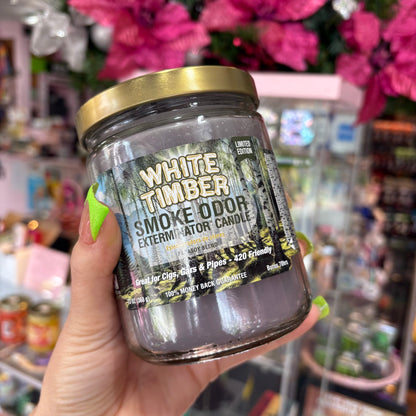 LIMITED
EDITION
WHITE
TIMBER
SMOKE ODOR
EXTERMINATOR CANDLE
Great for Cigs, Cigars & Pipes - 420 Friendly
100% MONEY BACK GUARANTEE